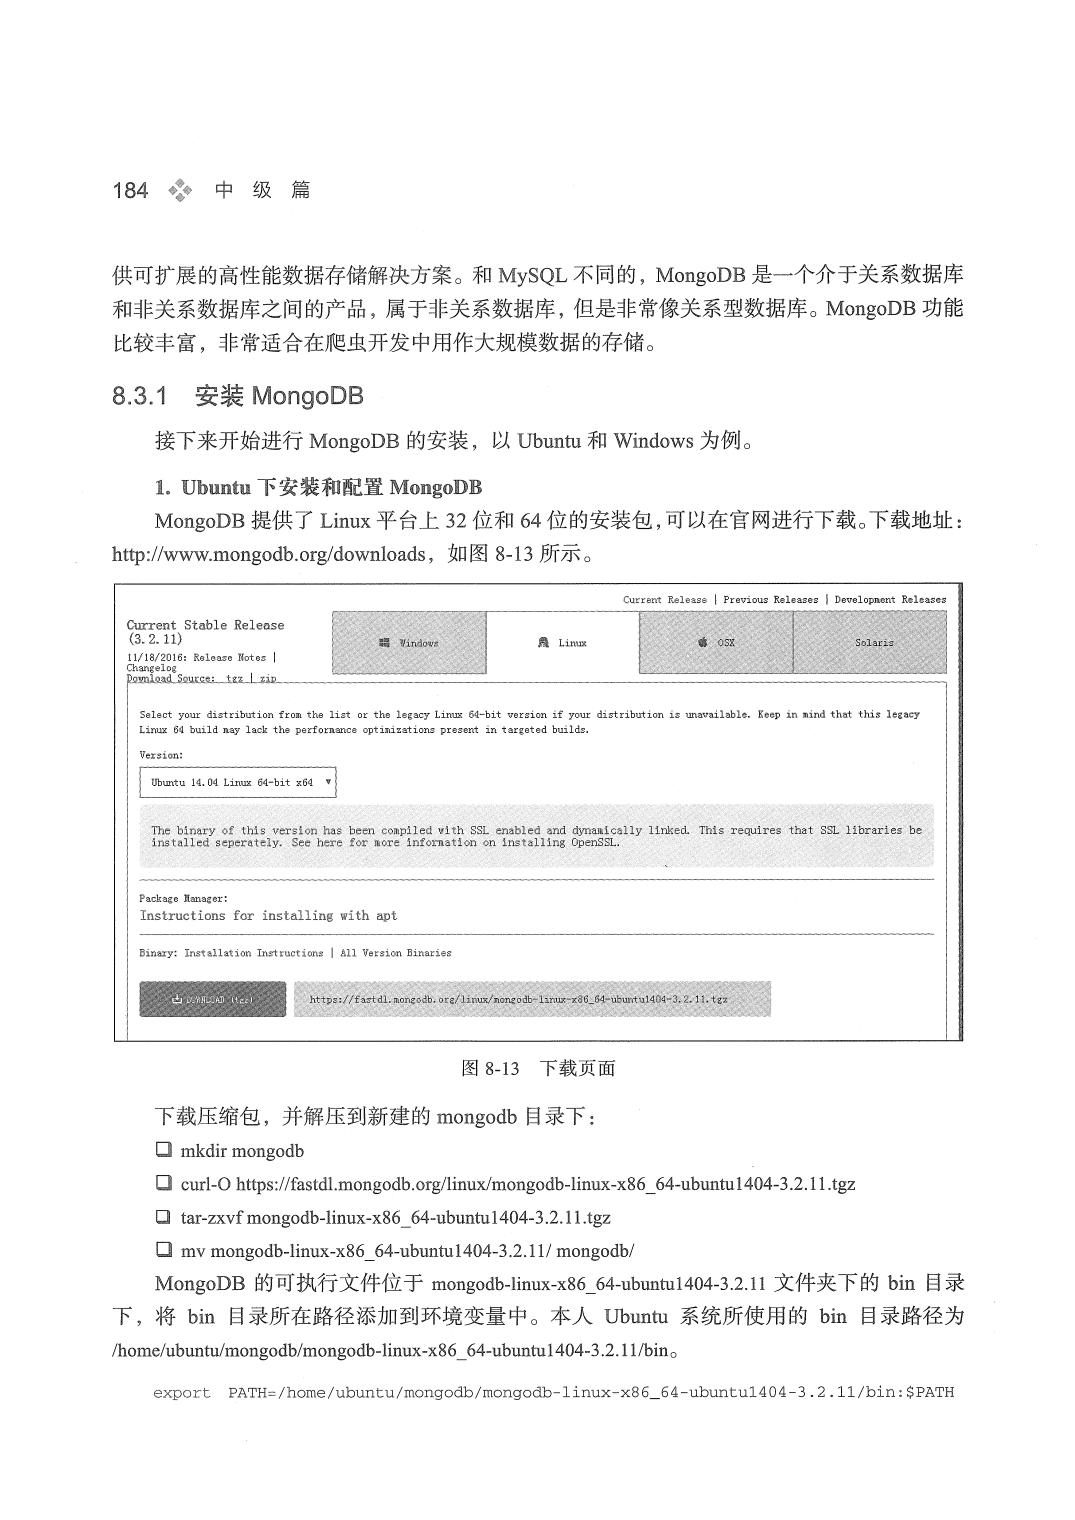 184 中 级 篇
供可扩展的高性能数据存储解决方案。和 MySQL 不同的，MongoDB 是一个介于关系数据库
和非关系数据库之间的产品，属于非关系数据库，但是非常像关系型数据库。MongoDB 功能
比较丰富，非常适合在爬虫开发中用作大规模数据的存储。
8.3.1 安装 MongoDB
接下来开始进行 MongoDB 的安装，以 Ubuntu 和 Windows 为例。
1. Ubuntu 下安装和配置 MongoDB
MongoDB 提供了 Linux 平台上 32 位和 64 位的安装包，可以在官网进行下载。下载地址：
http://www.mongodb.org/downloads，如图 8-13 所示。
Current Release | Previous Releases | Development Releases
Current Stable Release
(3.2.11)
11/18/2016: Release Notes |
Changelog
Download Source: tgz | zip
Windows
Linux
OSX
Solaris
Select your distribution from the list or the legacy Linux 64-bit version if your distribution is unavailable. Keep in mind that this legacy
Linux 64 build may lack the performance optimizations present in targeted builds.
Version:
Ubuntu 14.04 Linux 64-bit x64
The binary of this version has been compiled with SSL enabled and dynamically linked. This requires that SSL libraries be
installed seperately. See here for more information on installing OpenSSL.
Package Manager:
Instructions for installing with apt
Binary: Installation Instructions | All Version Binaries
DOWNLOAD (tgz)
https://fastdl.mongodb.org/linux/mongodb-linux-x86_64-ubuntu1404-3.2.11.tgz
图 8-13 下载页面
下载压缩包，并解压到新建的 mongodb 目录下：
❏ mkdir mongodb
❏ curl-O https://fastdl.mongodb.org/linux/mongodb-linux-x86_64-ubuntu1404-3.2.11.tgz
❏ tar-zxvf mongodb-linux-x86_64-ubuntu1404-3.2.11.tgz
❏ mv mongodb-linux-x86_64-ubuntu1404-3.2.11/ mongodb/
MongoDB 的可执行文件位于 mongodb-linux-x86_64-ubuntu1404-3.2.11 文件夹下的 bin 目录
下，将 bin 目录所在路径添加到环境变量中。本人 Ubuntu 系统所使用的 bin 目录路径为
/home/ubuntu/mongodb/mongodb-linux-x86_64-ubuntu1404-3.2.11/bin。
export PATH=/home/ubuntu/mongodb/mongodb-linux-x86_64-ubuntu1404-3.2.11/bin:$PATH